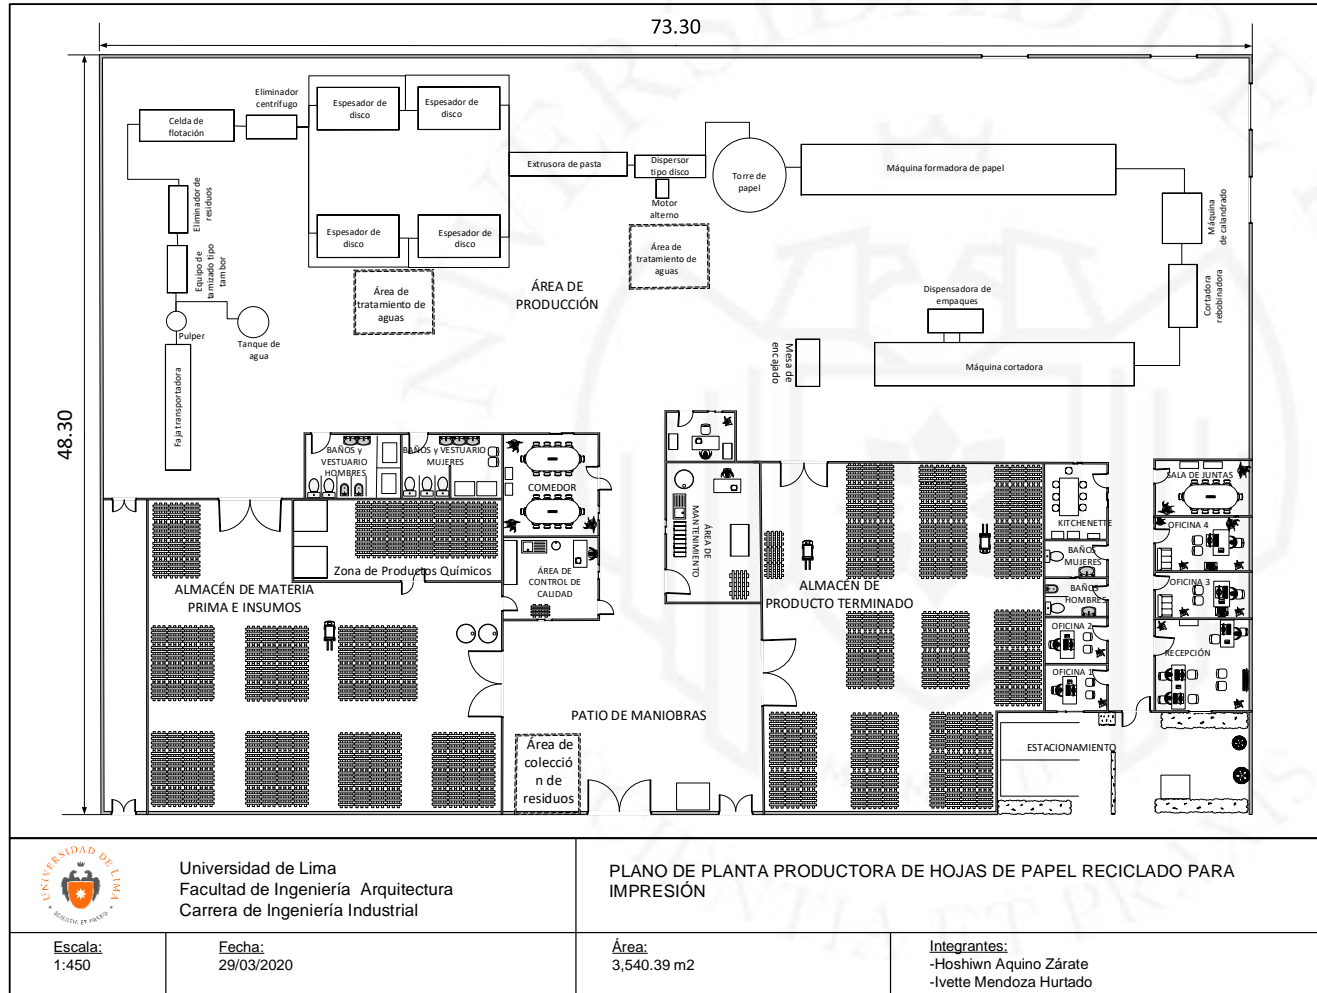 73.30
48.30
Eliminador
centrífugo
Celda de
flotación
Espesador de
disco
Espesador de
disco
Extrusora de pasta
Dispersor
tipo disco
Motor
alterno
Torre de
papel
Máquina formadora de papel
Máquina
de calandrado
Eliminador de
residuos
Equipo de
tamizado tipo
tambor
Espesador de
disco
Espesador de
disco
Área de
tratamiento de
aguas
Área de
tratamiento de
aguas
ÁREA DE
PRODUCCIÓN
Pulper
Tanque de
agua
Faja transportadora
Dispensadora de
empaques
Cortadora
rebobinadora
Mesa de
encajado
Máquina cortadora
BAÑOS y
VESTUARIO
HOMBRES
BAÑOS y VESTUARIO
MUJERES
COMEDOR
ÁREA DE
MANTENIMIENTO
KITCHENETTE
SALA DE JUNTAS
OFICINA 4
BAÑOS
MUJERES
OFICINA 3
BAÑOS
HOMBRES
OFICINA 2
RECEPCIÓN
OFICINA 1
Zona de Productos Químicos
ÁREA DE
CONTROL DE
CALIDAD
ALMACÉN DE MATERIA
PRIMA E INSUMOS
ALMACÉN DE
PRODUCTO TERMINADO
PATIO DE MANIOBRAS
Área de
colecció
n de
residuos
ESTACIONAMIENTO
UNIVERSIDAD DE LIMA
SCIENTIA ET PRAXIS
Universidad de Lima
Facultad de Ingeniería  Arquitectura
Carrera de Ingeniería Industrial
PLANO DE PLANTA PRODUCTORA DE HOJAS DE PAPEL RECICLADO PARA
IMPRESIÓN
Escala:
1:450
Fecha:
29/03/2020
Área:
3,540.39 m2
Integrantes:
-Hoshiwn Aquino Zárate
-Ivette Mendoza Hurtado